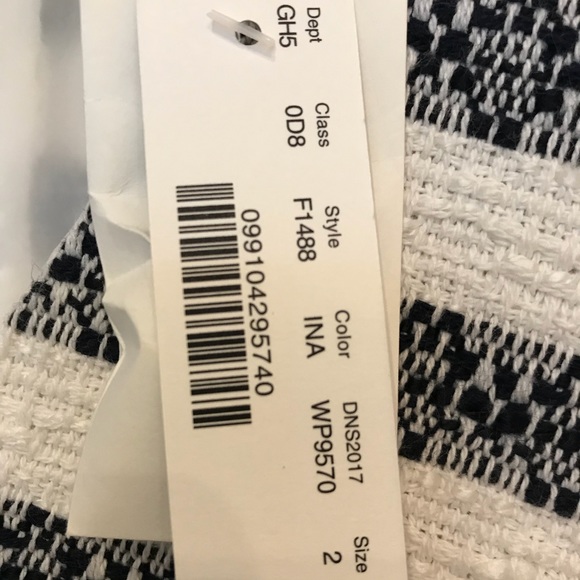 Dept Class Style Color DNS2017 Size
GH5 0D8 F1488 INA WP9570 2
099104295740